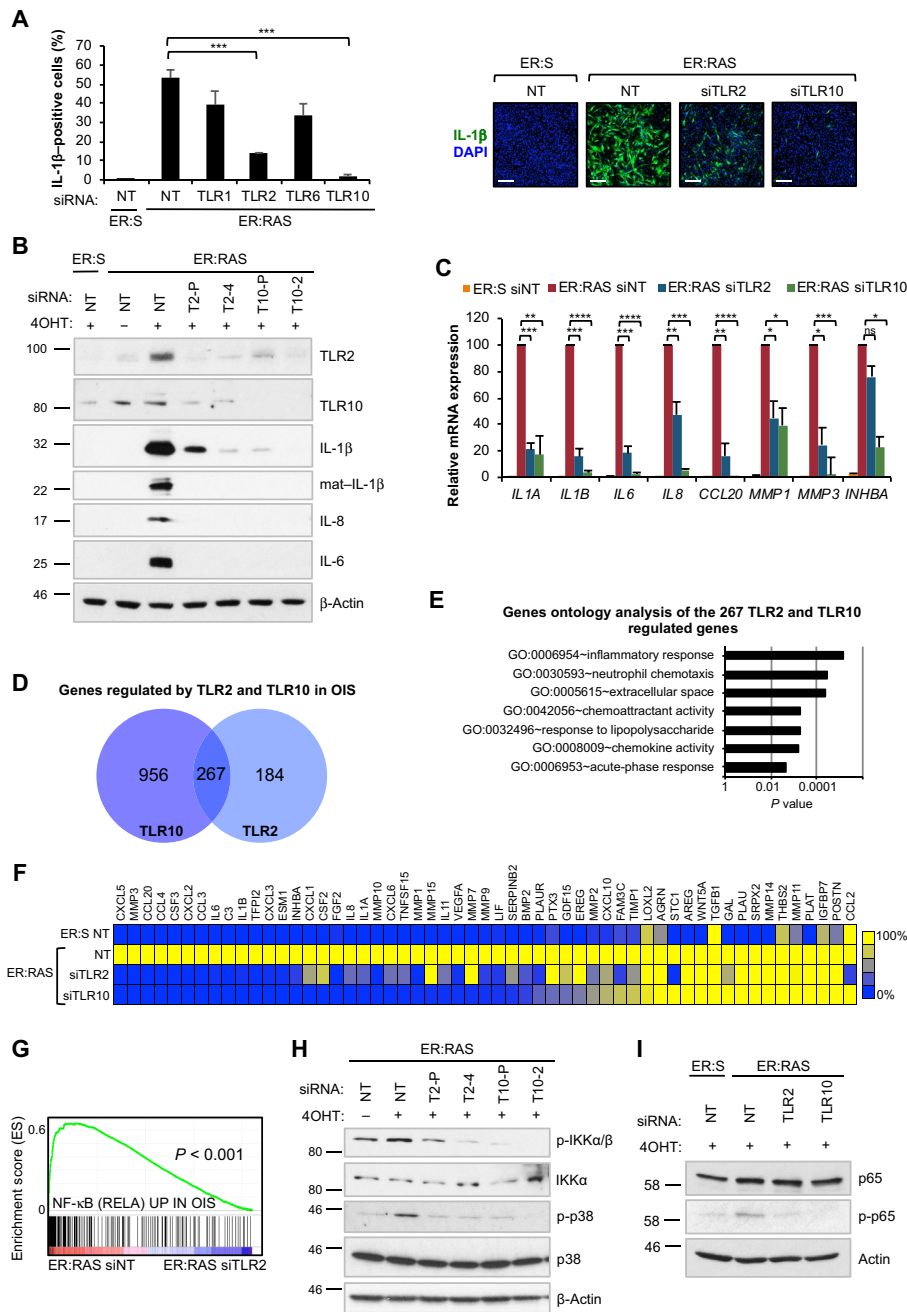 A
IL-1β–positive cells (%)
70
60
50
40
30
20
10
0
***
***
siRNA: NT NT TLR1 TLR2 TLR6 TLR10
ER:S ER:RAS
ER:S ER:RAS
NT NT siTLR2 siTLR10
IL-1β
DAPI
B
ER:S ER:RAS
siRNA: NT NT NT T2-P T2-4 T10-P T10-2
4OHT: + – + + + + +
100 TLR2
80 TLR10
32 IL-1β
22 mat–IL-1β
17 IL-8
25 IL-6
46 β-Actin
C
ER:S siNT ER:RAS siNT ER:RAS siTLR2 ER:RAS siTLR10
Relative mRNA expression
120
100
80
60
40
20
0
** **** **** **** **** * *** *
*** *** *** ** ** * * ns
IL1A IL1B IL6 IL8 CCL20 MMP1 MMP3 INHBA
D
Genes regulated by TLR2 and TLR10 in OIS
956 267 184
TLR10 TLR2
E
Genes ontology analysis of the 267 TLR2 and TLR10
regulated genes
GO:0006954~inflammatory response
GO:0030593~neutrophil chemotaxis
GO:0005615~extracellular space
GO:0042056~chemoattractant activity
GO:0032496~response to lipopolysaccharide
GO:0008009~chemokine activity
GO:0006953~acute-phase response
1 0.01 0.0001
P value
F
CXCL5 MMP3 CCL20 CCL4 CSF3 CXCL2 CCL3 IL6 C3 IL1B TFPI2 CXCL3 ESM1 INHBA CXCL1 CSF2 IGF2 IL8 IL1A MMP10 CXCL6 TNFSF15 MMP1 MMP15 IL11 VEGFA MMP7 MMP9 LIF SERPINB2 BMP2 PLAUR PTX3 GDF15 EREG MMP2 CXCL10 FAM3C TIMP1 LOXL2 AGRN STC1 AREG WNT5A TGFB1 GAL PLAU SRPX2 MMP14 THBS2 MMP11 PLAT IGFBP7 POSTN CCL2
ER:S NT
ER:RAS
NT
siTLR2
siTLR10
100%
0%
G
Enrichment score (ES)
0.6
0
P < 0.001
NF-κB (RELA) UP IN OIS
ER:RAS siNT ER:RAS siTLR2
H
ER:RAS
siRNA: NT NT T2-P T2-4 T10-P T10-2
4OHT: – + + + + +
80 p-IKKα/β
80 IKKα
p-p38
46
p38
46
β-Actin
46
I
ER:S ER:RAS
siRNA: NT NT TLR2 TLR10
4OHT: + + + +
58 p65
58 p-p65
46
Actin